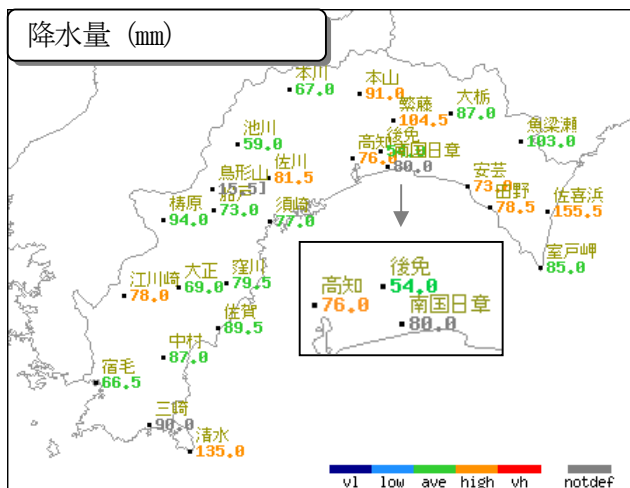 降水量 (mm)
本川
67.0
本山
91.0
繁藤
104.5
大栃
87.0
魚梁瀬
103.0
池川
59.0
高知
76.0
後免
54.0
南国日章
80.0
鳥形山
15.5]
佐川
81.5
安芸
73.0
田野
78.5
佐喜浜
155.5
船戸
73.0
梼原
94.0
須崎
77.0
室戸岬
85.0
江川崎
78.0
大正
69.0
窪川
79.5
後免
54.0
高知
76.0
南国日章
80.0
佐賀
89.5
中村
87.0
宿毛
66.5
三崎
90.0
清水
135.0
vl low ave high vh notdef